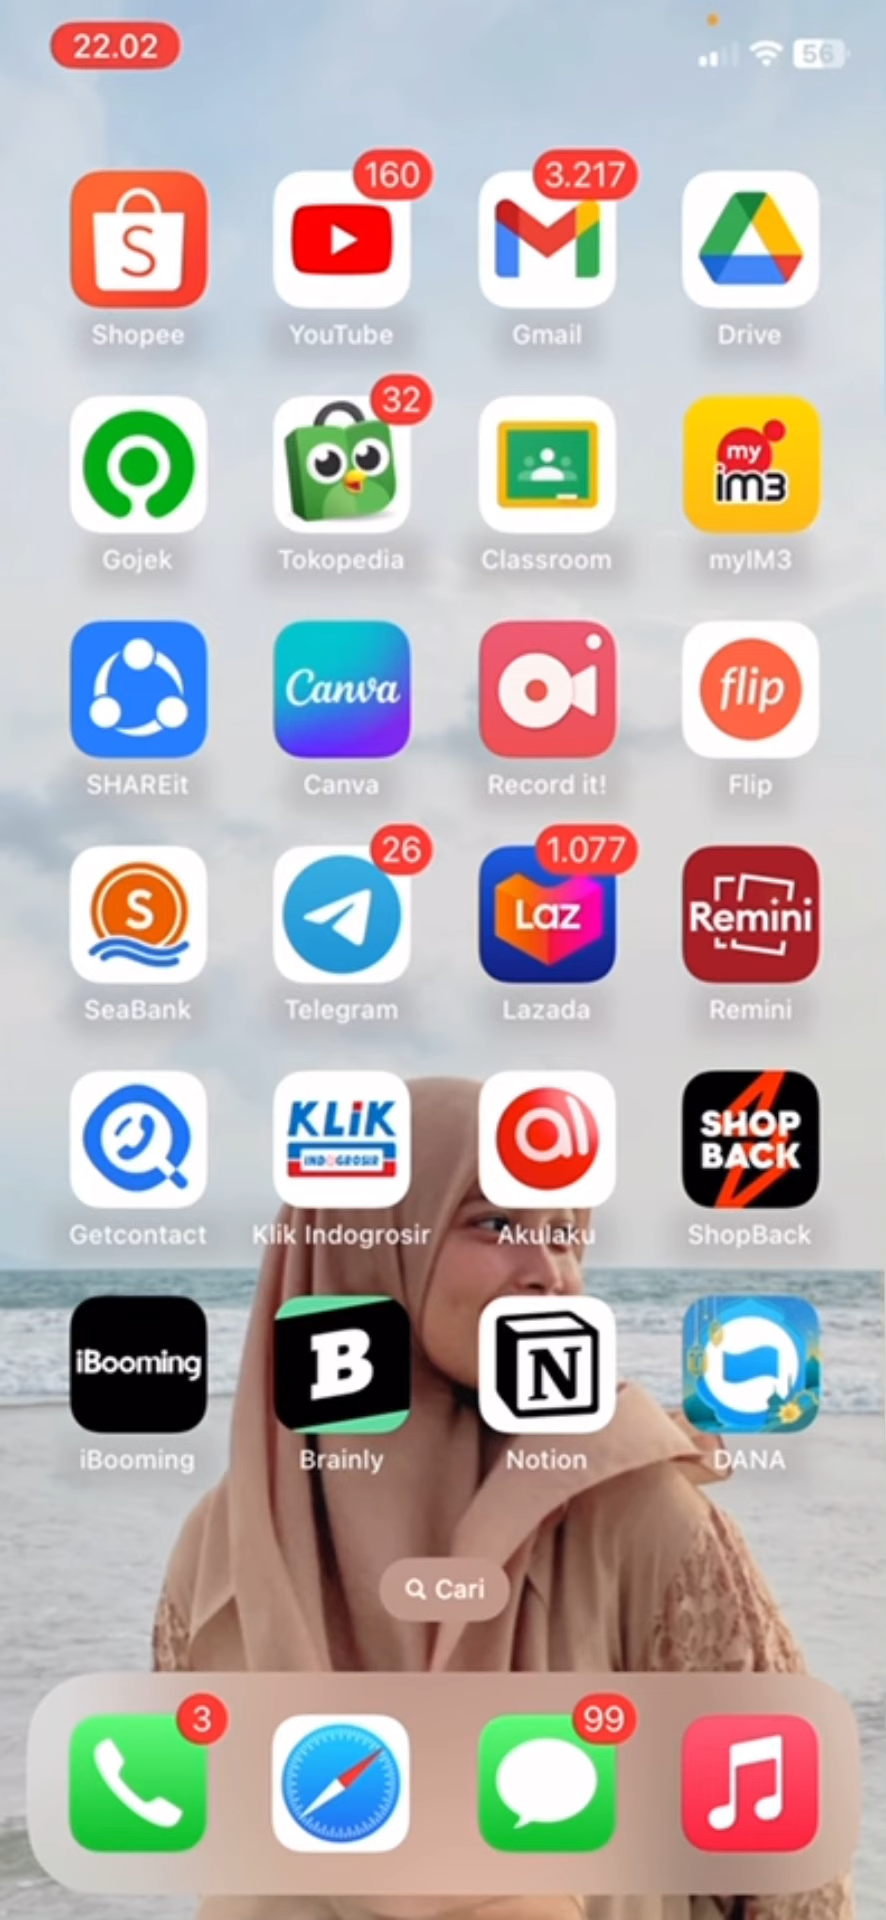 22.02
56
160
3.217
S
Shopee
YouTube
Gmail
Drive
32
my
im3
Gojek
Tokopedia
Classroom
myIM3
Canva
flip
SHAREit
Canva
Record it!
Flip
26
1.077
S
Laz
Remini
SeaBank
Telegram
Lazada
Remini
KLiK
INDOGROSIR
al
SHOP
BACK
Getcontact
Klik Indogrosir
Akulaku
ShopBack
iBooming
B
N
iBooming
Brainly
Notion
DANA
Cari
3
99